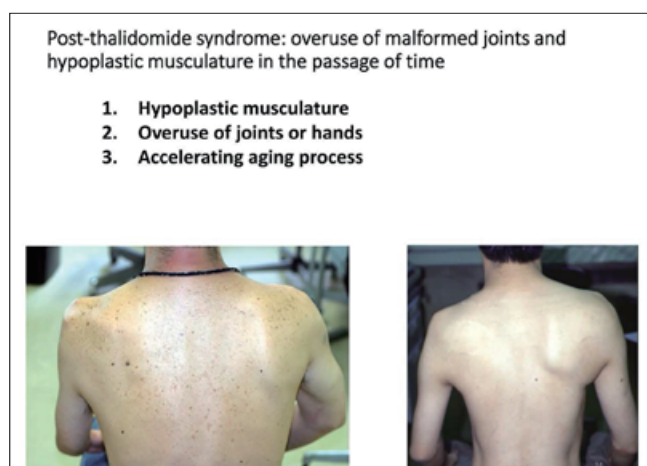 Post-thalidomide syndrome: overuse of malformed joints and
hypoplastic musculature in the passage of time
1. Hypoplastic musculature
2. Overuse of joints or hands
3. Accelerating aging process